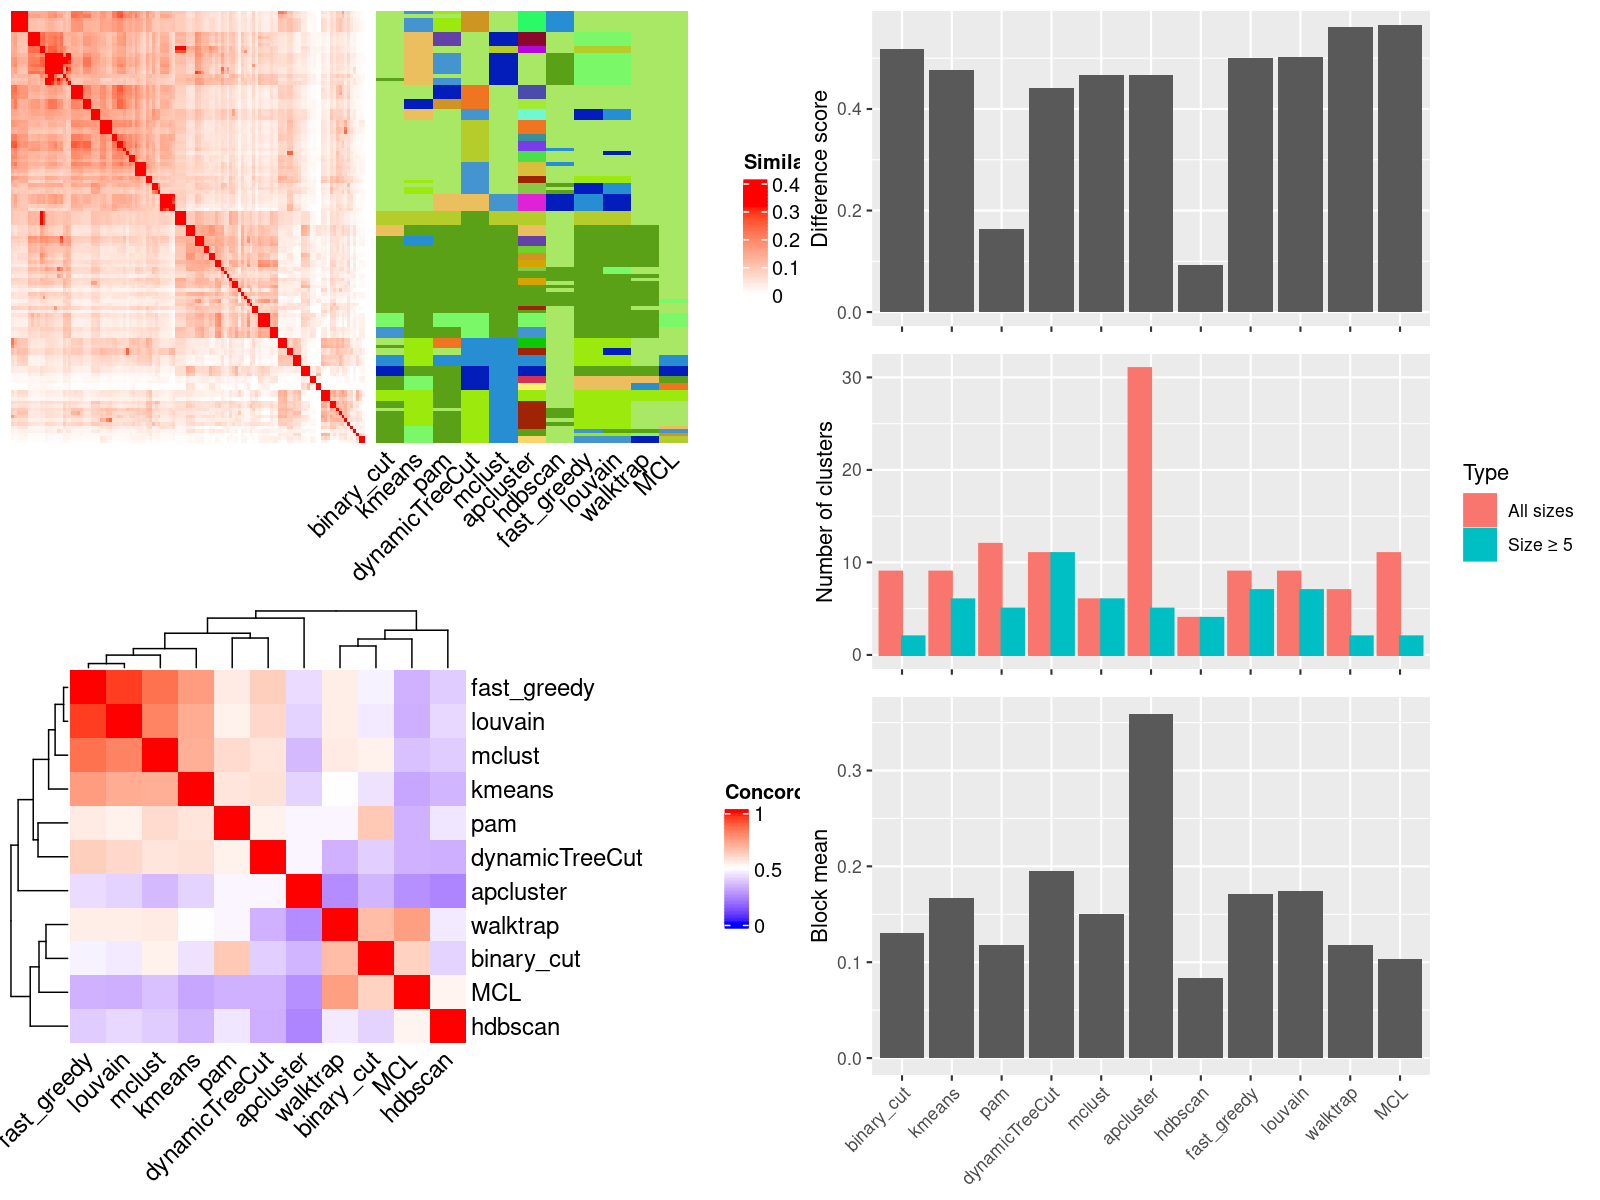 Simila
0.4
0.3
0.2
0.1
0
binary_cut
kmeans
pam
dynamicTreeCut
mclust
apcluster
hdbscan
fast_greedy
louvain
walktrap
MCL
Difference score
0.4
0.2
0.0
Number of clusters
30
20
10
0
Type
All sizes
Size ≥ 5
Block mean
0.3
0.2
0.1
0.0
binary_cut
kmeans
pam
dynamicTreeCut
mclust
apcluster
hdbscan
fast_greedy
louvain
walktrap
MCL
fast_greedy
louvain
mclust
kmeans
pam
dynamicTreeCut
apcluster
walktrap
binary_cut
MCL
hdbscan
fast_greedy
louvain
mclust
kmeans
pam
dynamicTreeCut
apcluster
walktrap
binary_cut
MCL
hdbscan
Concord
1
0.5
0